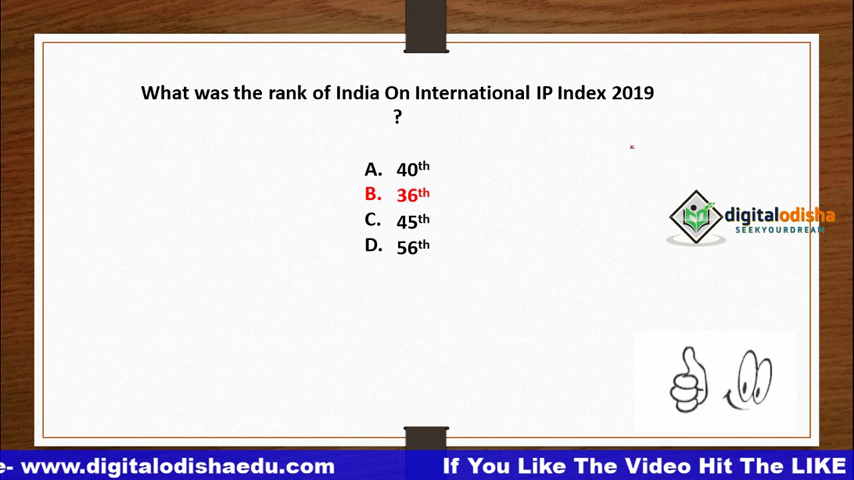 What was the rank of India On International IP Index 2019
?
A. 40th
B. 36th
C. 45th
D. 56th
digitalodisha
SEEKYOURDREAM
e- www.digitalodishaedu.com If You Like The Video Hit The LIKE